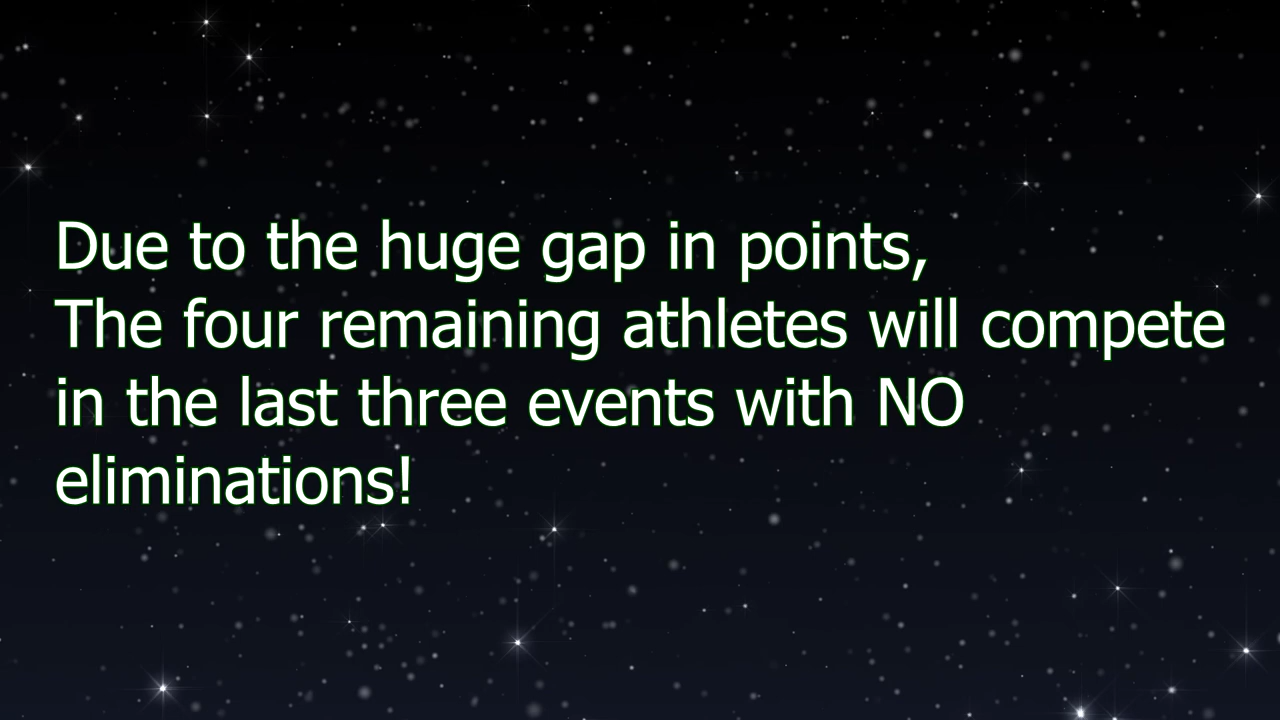 Due to the huge gap in points,
The four remaining athletes will compete
in the last three events with NO
eliminations!